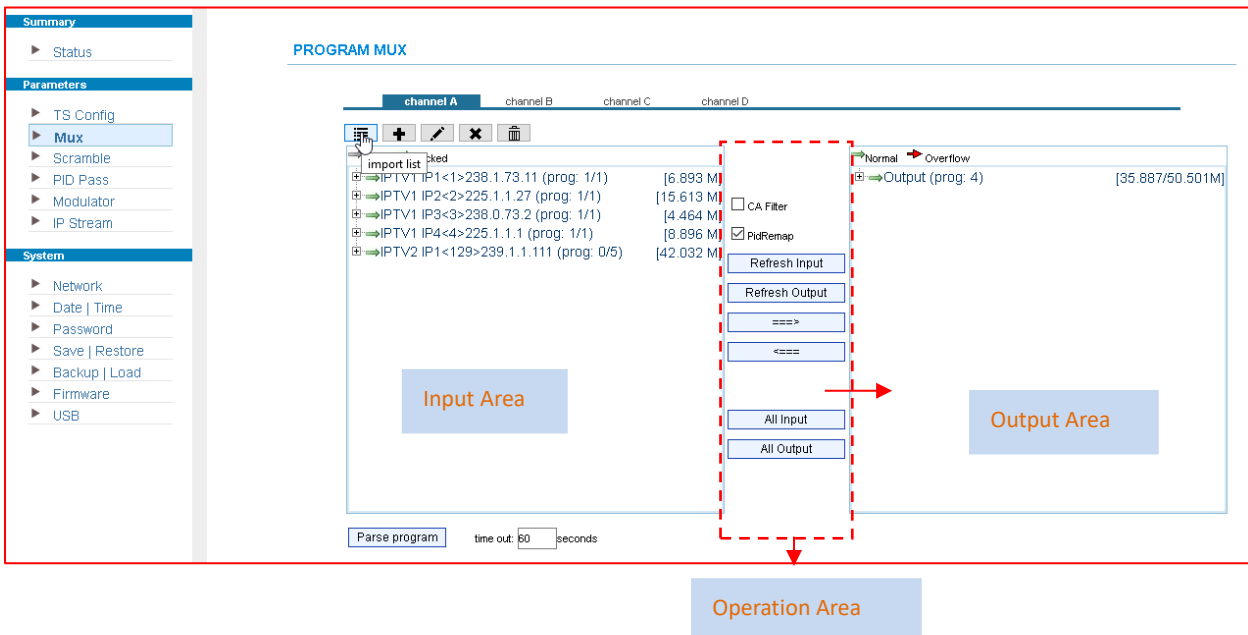 Summary
Status
Parameters
TS Config
Mux
Scramble
PID Pass
Modulator
IP Stream
System
Network
Date | Time
Password
Save | Restore
Backup | Load
Firmware
USB
PROGRAM MUX
channel A channel B channel C channel D
import list
IPTV1 IP1<1>238.1.73.11 (prog: 1/1) [6.893 M]
IPTV1 IP2<2>225.1.1.27 (prog: 1/1) [15.613 M]
IPTV1 IP3<3>238.0.73.2 (prog: 1/1) [4.464 M]
IPTV1 IP4<4>225.1.1.1 (prog: 1/1) [8.896 M]
IPTV2 IP1<129>239.1.1.111 (prog: 0/5) [42.032 M]
Input Area
CA Filter
PidRemap
Refresh Input
Refresh Output
===>
<===
All Input
All Output
Normal Overflow
Output (prog: 4) [35.887/50.501M]
Output Area
Parse program time out: 60 seconds
Operation Area